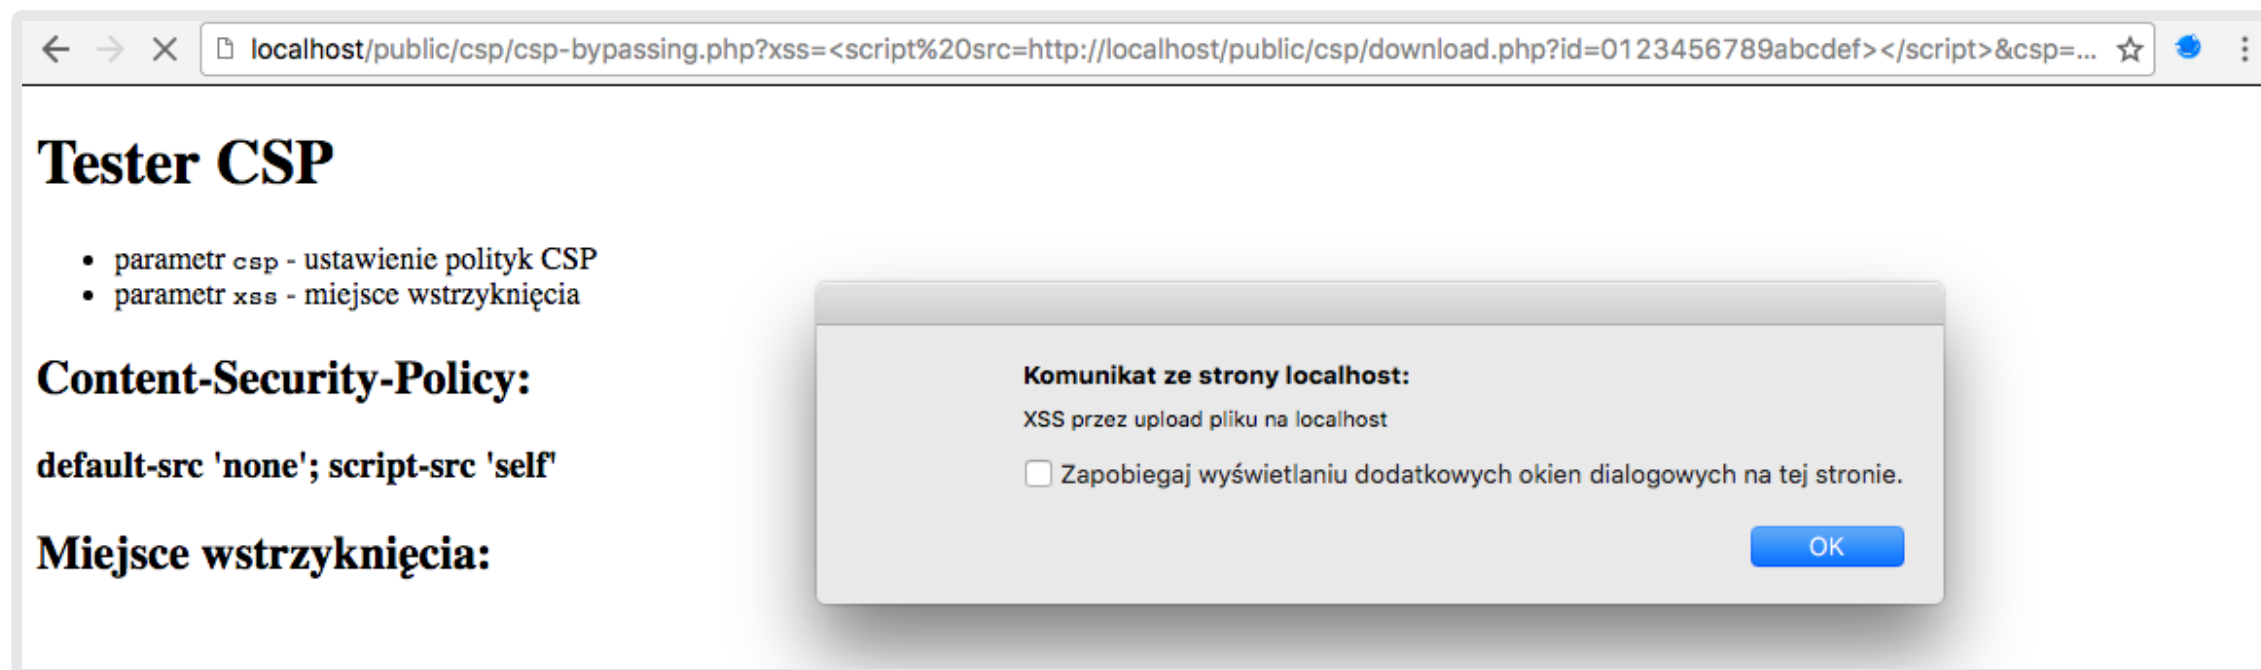 localhost/public/csp/csp-bypassing.php?xss=<script%20src=http://localhost/public/csp/download.php?id=0123456789abcdef></script>&csp=...
Tester CSP
• parametr csp - ustawienie polityk CSP
• parametr xss - miejsce wstrzyknięcia
Content-Security-Policy:
default-src 'none'; script-src 'self'
Miejsce wstrzyknięcia:
Komunikat ze strony localhost:
XSS przez upload pliku na localhost
Zapobiegaj wyświetlaniu dodatkowych okien dialogowych na tej stronie.
OK